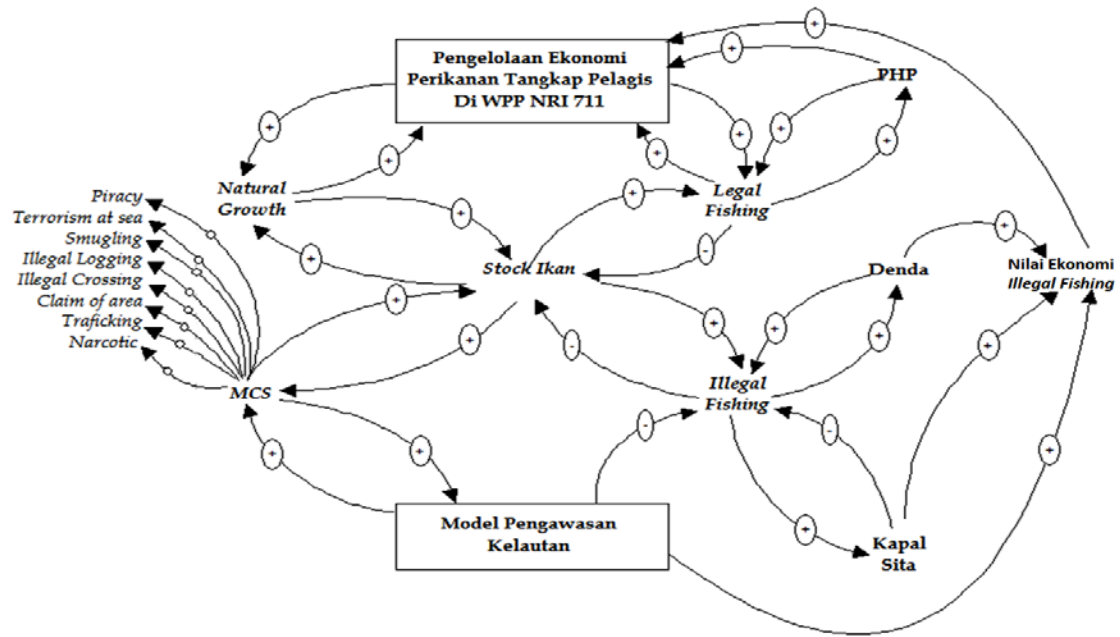 Pengelolaan Ekonomi
Perikanan Tangkap Pelagis
Di WPP NRI 711
PHP
Natural
Growth
Legal
Fishing
Piracy
Terrorism at sea
Smugling
Illegal Logging
Illegal Crossing
Claim of area
Traficking
Narcotic
Stock Ikan
Denda
Nilai Ekonomi
Illegal Fishing
MCS
Illegal
Fishing
Model Pengawasan
Kelautan
Kapal
Sita
+
+
+
+
+
+
+
+
+
+
-
+
+
+
+
-
+
+
+
+
-
-
+
+
+
+